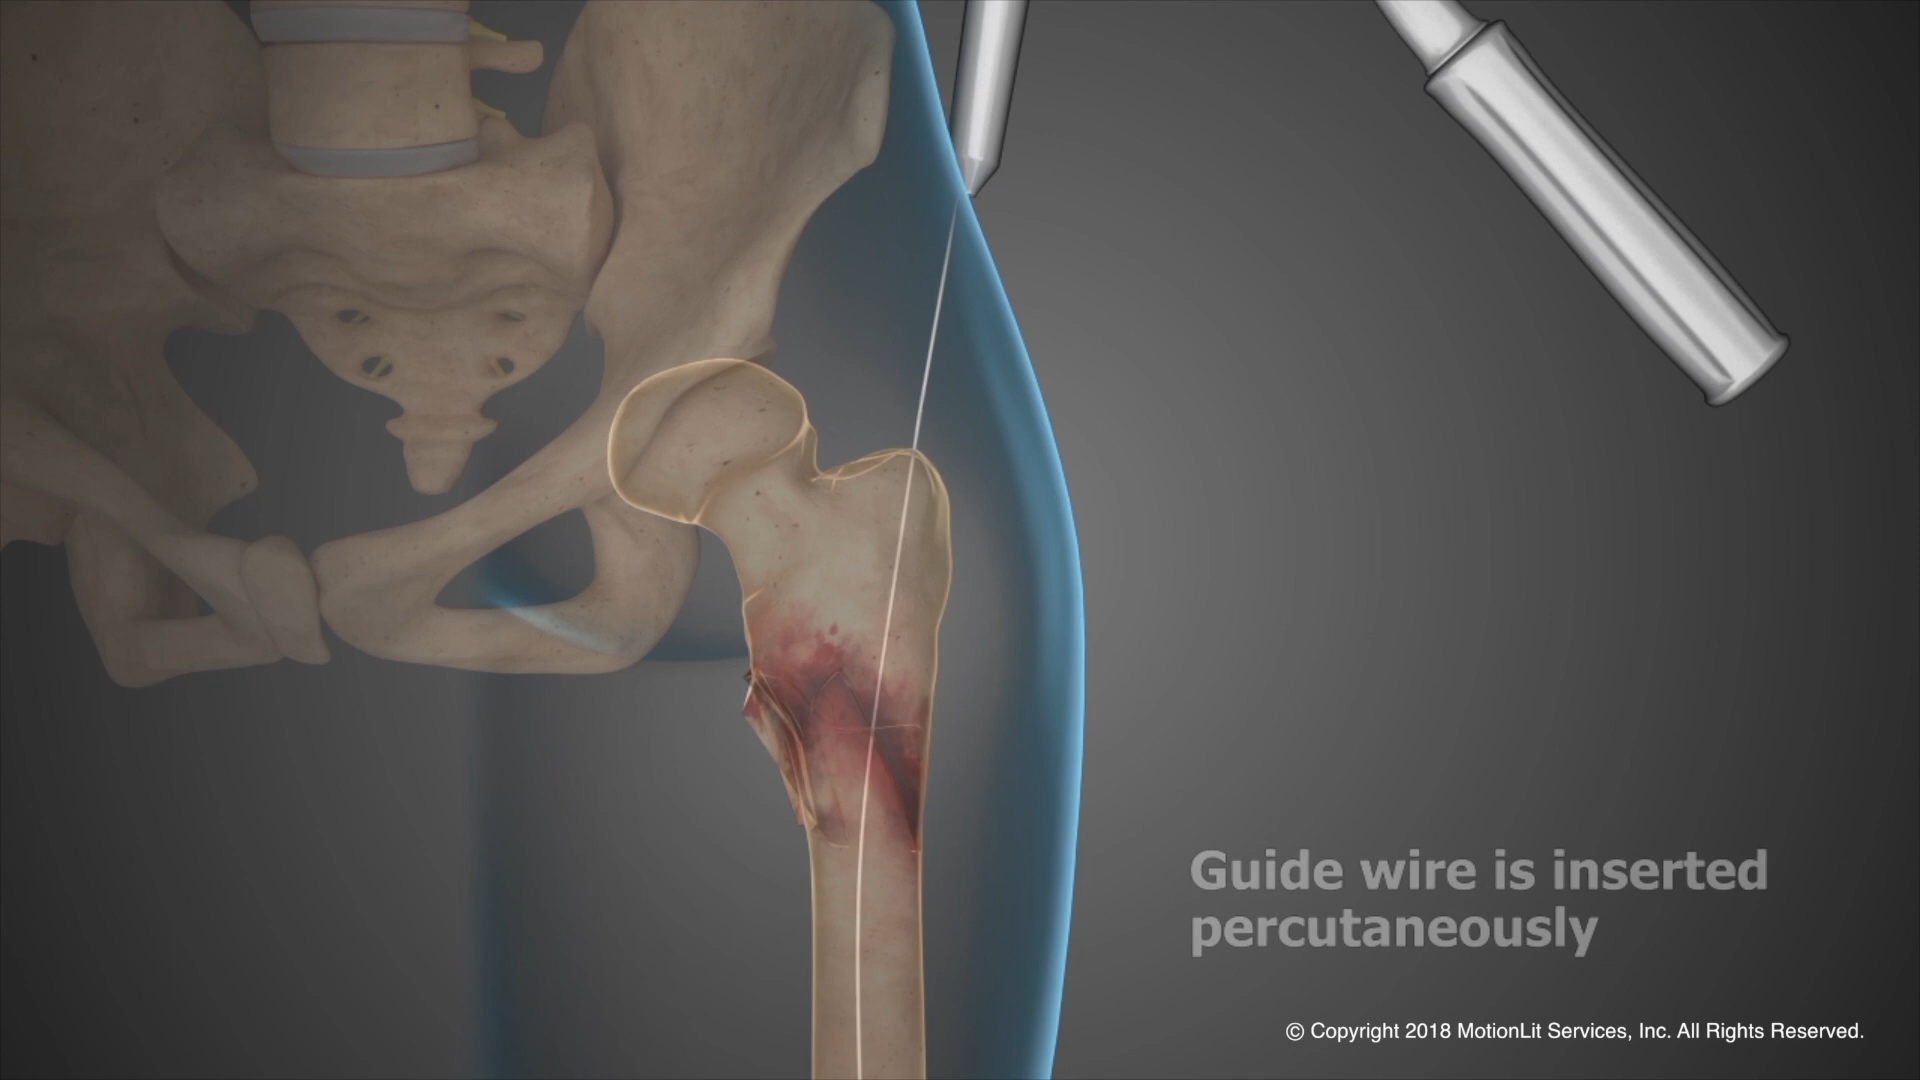 Guide wire is inserted
percutaneously
© Copyright 2018 MotionLit Services, Inc. All Rights Reserved.